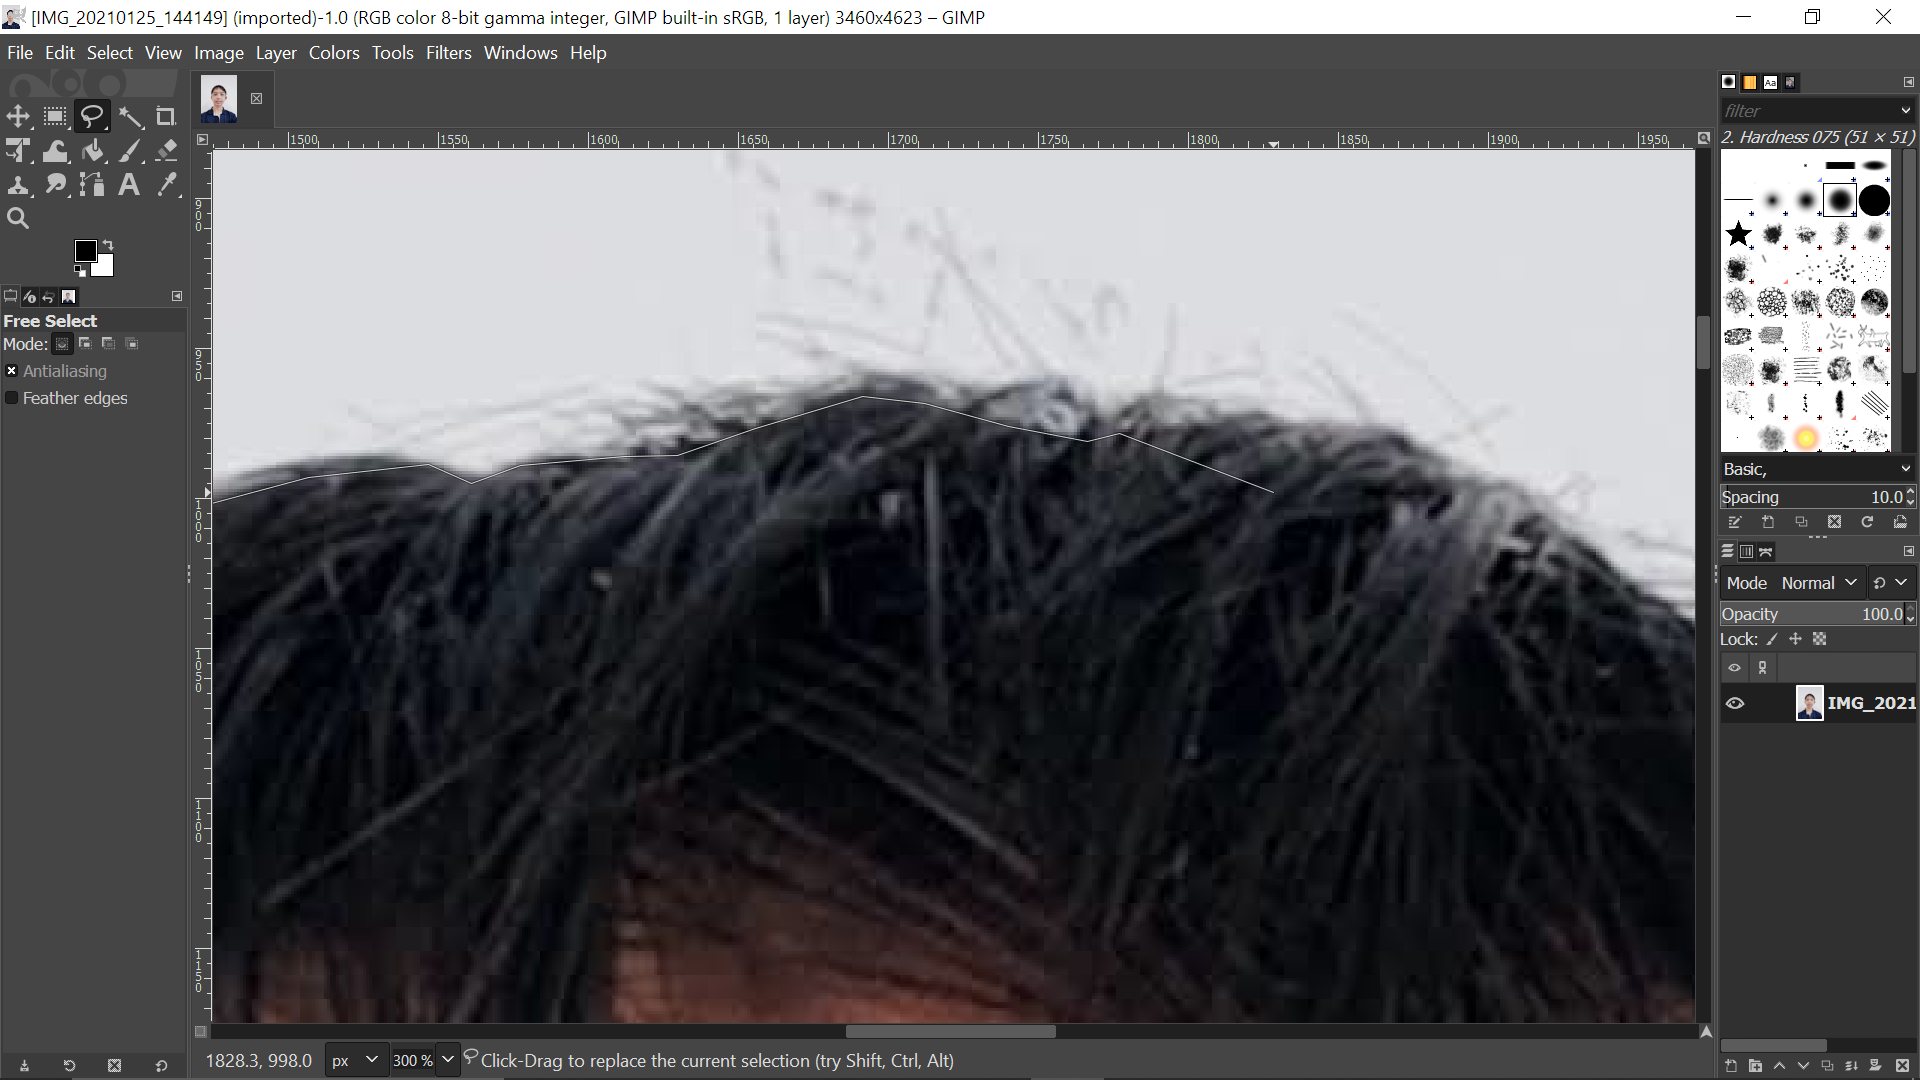 [IMG_20210125_144149] (imported)-1.0 (RGB color 8-bit gamma integer, GIMP built-in sRGB, 1 layer) 3460x4623 – GIMP
File Edit Select View Image Layer Colors Tools Filters Windows Help
filter
2. Hardness 075 (51 × 51)
1500 1550 1600 1650 1700 1750 1800 1850 1900 1950
900
950
1000
1050
1100
1150
A
Aa
Free Select
Mode:
Antialiasing
Feather edges
Basic,
Spacing 10.0
Mode Normal
Opacity 100.0
Lock:
IMG_2021
1828.3, 998.0 px 300 % Click-Drag to replace the current selection (try Shift, Ctrl, Alt)